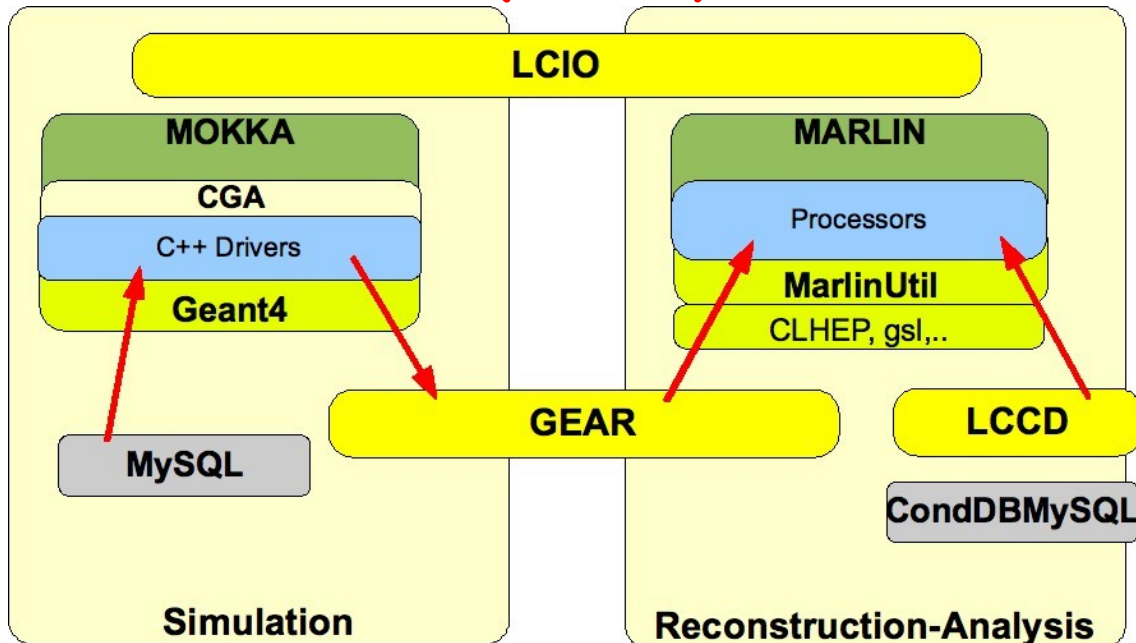 LCIO
MOKKA
CGA
C++ Drivers
Geant4
MARLIN
Processors
MarlinUtil
CLHEP, gsl,..
GEAR
LCCD
MySQL
CondDBMySQL
Simulation
Reconstruction-Analysis